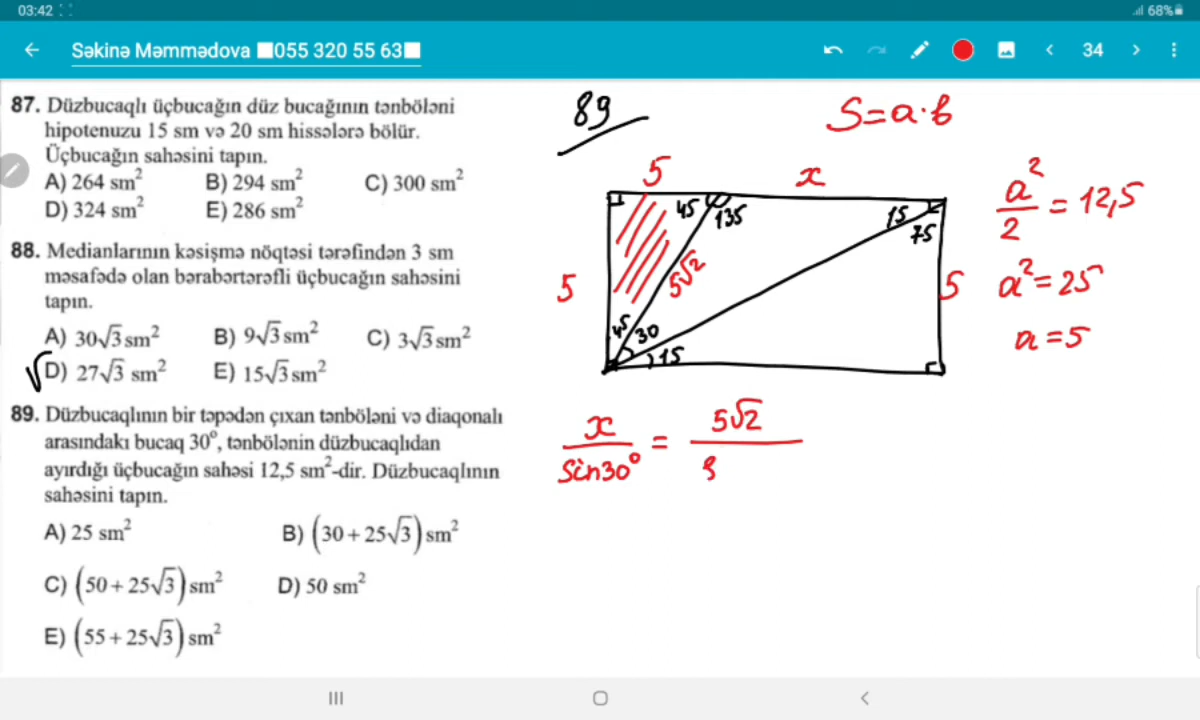 03:42
68%
Səkinə Məmmədova 055 320 55 63
34
87. Düzbucaqlı üçbucağın düz bucağının tənböləni
hipotenuzu 15 sm və 20 sm hissələrə bölür.
Üçbucağın sahəsini tapın.
A) 264 sm²  B) 294 sm²  C) 300 sm²
D) 324 sm²  E) 286 sm²
88. Medianlarının kəsişmə nöqtəsi tərəfindən 3 sm
məsafədə olan bərabərtərəfli üçbucağın sahəsini
tapın.
A) 30√3 sm²  B) 9√3 sm²  C) 3√3 sm²
D) 27√3 sm²  E) 15√3 sm²
89. Düzbucaqlının bir təpədən çıxan tənböləni və diaqonalı
arasındakı bucaq 30°, tənbölənin düzbucaqlıdan
ayırdığı üçbucağın sahəsi 12,5 sm²-dir. Düzbucaqlının
sahəsini tapın.
A) 25 sm²  B) (30 + 25√3) sm²
C) (50 + 25√3) sm²  D) 50 sm²
E) (55 + 25√3) sm²
89
S=a·b
5  x
45 135 15
75
5  5√2  5
45 30
15
a²/2 = 12,5
a²=25
a=5
x/sin30° = 5√2/s